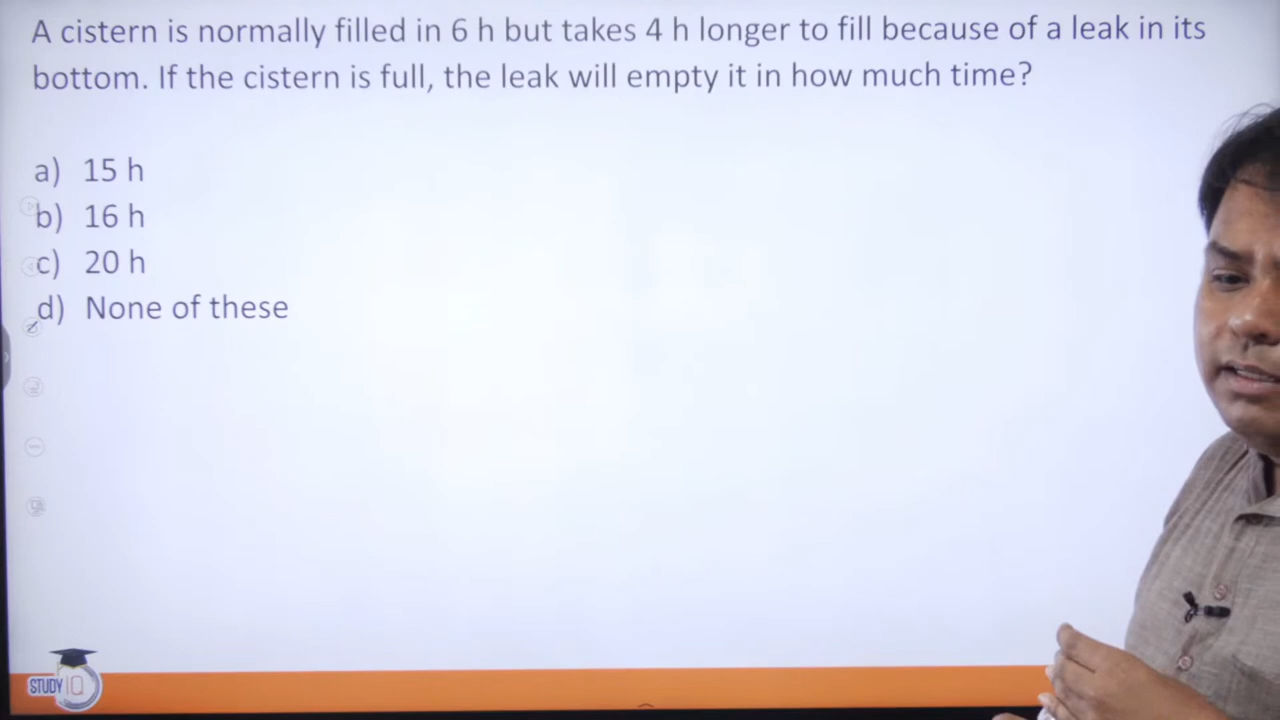 A cistern is normally filled in 6 h but takes 4 h longer to fill because of a leak in its
bottom. If the cistern is full, the leak will empty it in how much time?
a) 15 h
b) 16 h
c) 20 h
d) None of these
STUDY IQ